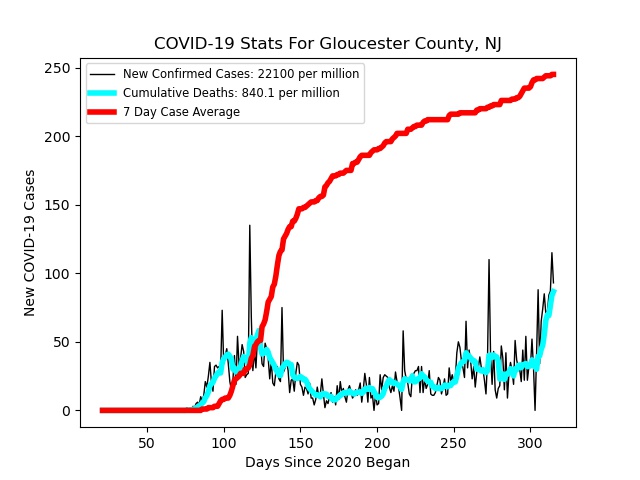 COVID-19 Stats For Gloucester County, NJ
New Confirmed Cases: 22100 per million
Cumulative Deaths: 840.1 per million
7 Day Case Average
250
200
150
100
50
0
New COVID-19 Cases
50 100 150 200 250 300
Days Since 2020 Began